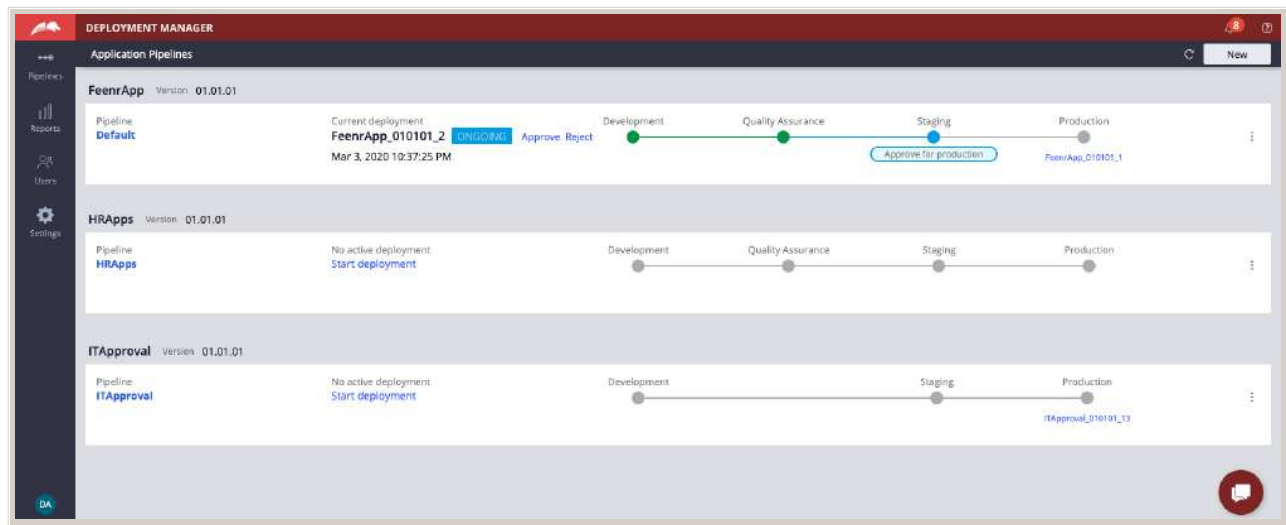 DEPLOYMENT MANAGER
8
Application Pipelines
New
Pipelines
Reports
Users
Settings
DA
FeenrApp Version 01.01.01
Pipeline
Default
Current deployment
FeenrApp_010101_2 ONGOING Approve Reject
Mar 3, 2020 10:37:25 PM
Development Quality Assurance Staging Production
Approve for production
FeenrApp_010101_1
HRApps Version 01.01.01
Pipeline
HRApps
No active deployment
Start deployment
Development Quality Assurance Staging Production
ITApproval Version 01.01.01
Pipeline
ITApproval
No active deployment
Start deployment
Development Staging Production
ITApproval_010101_13